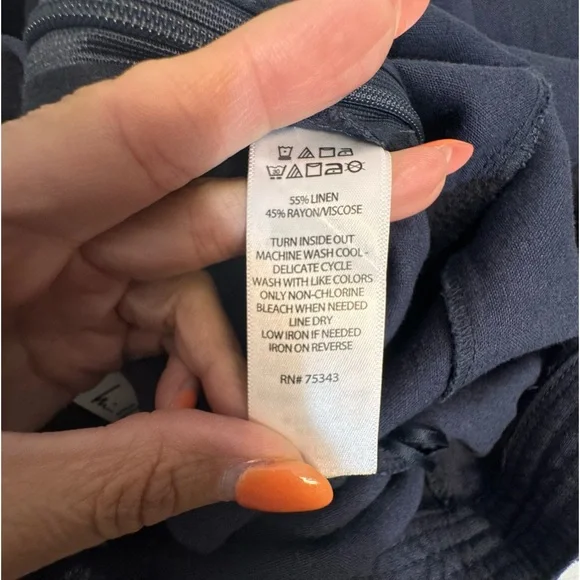 55% LINEN
45% RAYON/VISCOSE
TURN INSIDE OUT
MACHINE WASH COOL -
DELICATE CYCLE
WASH WITH LIKE COLORS
ONLY NON-CHLORINE
BLEACH WHEN NEEDED
LINE DRY
LOW IRON IF NEEDED
IRON ON REVERSE
RN# 75343